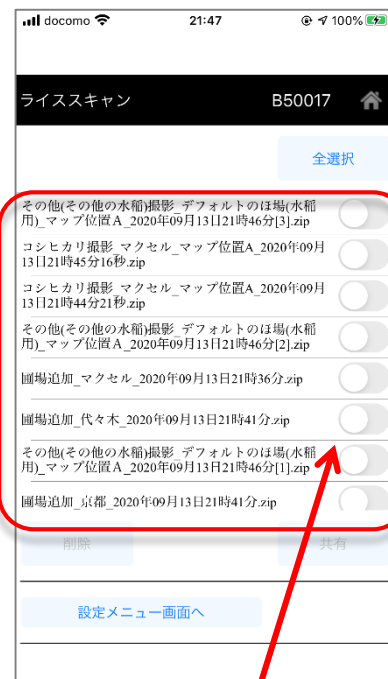 docomo 21:47 100%
ライススキャン B50017
全選択
その他(その他の水稲)撮影_デフォルトのほ場(水稲
用)_マップ位置A_2020年09月13日21時46分[3].zip
コシヒカリ撮影_マクセル_マップ位置A_2020年09月
13日21時45分16秒.zip
コシヒカリ撮影_マクセル_マップ位置A_2020年09月
13日21時44分21秒.zip
その他(その他の水稲)撮影_デフォルトのほ場(水稲
用)_マップ位置A_2020年09月13日21時46分[2].zip
圃場追加_マクセル_2020年09月13日21時36分.zip
圃場追加_代々木_2020年09月13日21時41分.zip
その他(その他の水稲)撮影_デフォルトのほ場(水稲
用)_マップ位置A_2020年09月13日21時46分[1].zip
圃場追加_京都_2020年09月13日21時41分.zip
削除 共有
設定メニュー画面へ